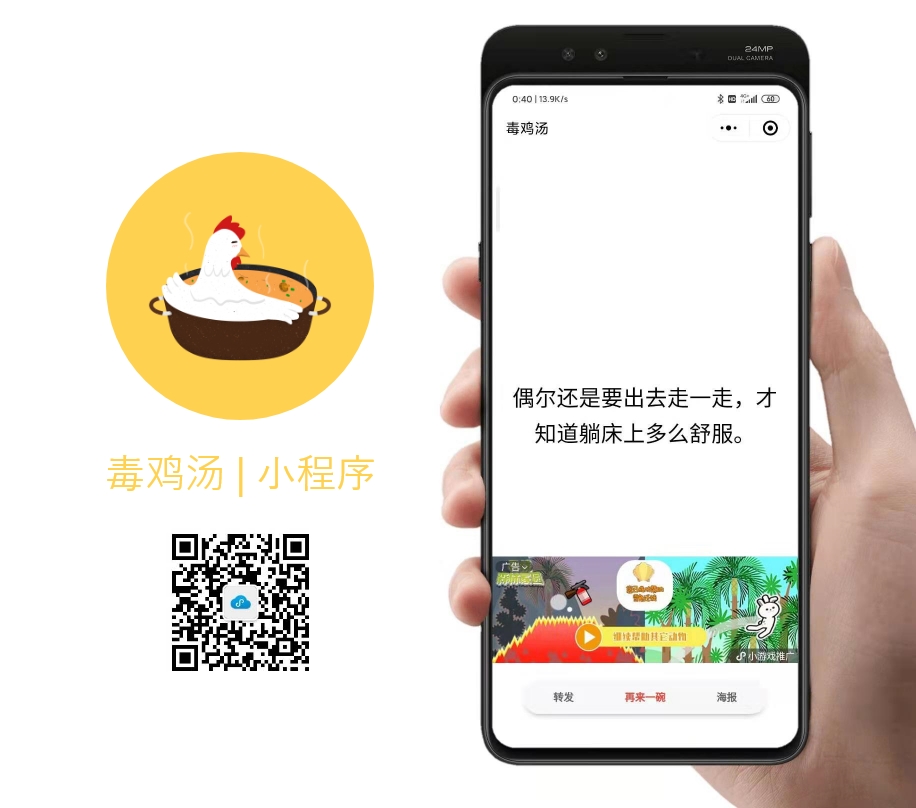 24MP
DUAL CAMERA
0:40 | 13.9K/s
HD
4G+
60
毒鸡汤
偶尔还是要出去走一走，才
知道躺床上多么舒服。
毒鸡汤 | 小程序
广告
继续帮助其它动物
小游戏推广
转发
再来一碗
海报